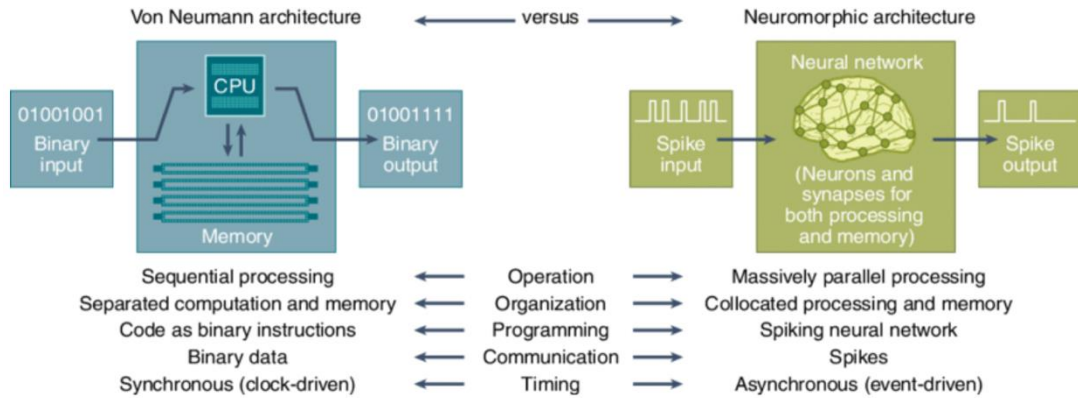 Von Neumann architecture versus Neuromorphic architecture
CPU
01001001
Binary
input
01001111
Binary
output
Memory
Neural network
Spike
input
Spike
output
(Neurons and
synapses for
both processing
and memory)
Sequential processing Operation Massively parallel processing
Separated computation and memory Organization Collocated processing and memory
Code as binary instructions Programming Spiking neural network
Binary data Communication Spikes
Synchronous (clock-driven) Timing Asynchronous (event-driven)